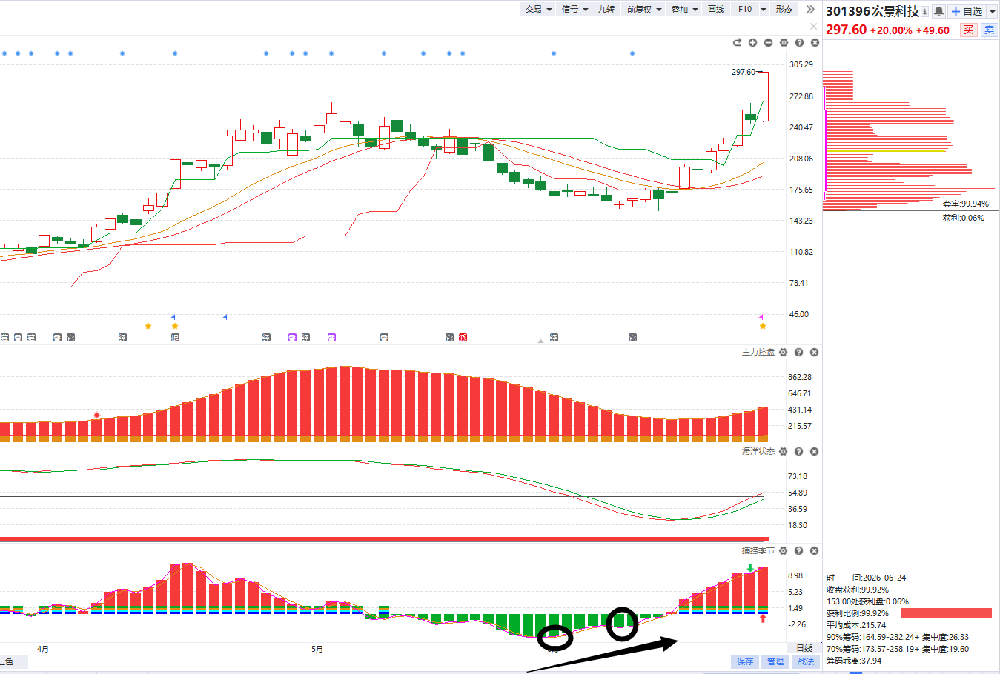 交易 信号 九转 前复权 叠加 画线 F10 形态
301396宏景科技 自选
297.60 +20.00% +49.60 买 卖
305.29
297.60
272.88
240.47
208.06
175.65
143.23
110.82
78.41
46.00
套牢:99.94%
获利:0.06%
主力控盘
862.28
646.71
431.14
215.57
海洋状态
73.18
54.89
36.59
18.30
捕捞季节
8.98
5.23
1.49
-2.26
4月 5月 日线
三色 保存 管理 战法
时 间:2026-06-24
收盘获利:99.92%
153.00处获利盘:0.06%
获利比例:99.92%
平均成本:215.74
90%筹码:164.59-282.24+ 集中度:26.33
70%筹码:173.57-258.19+ 集中度:19.60
筹码乖离:37.94